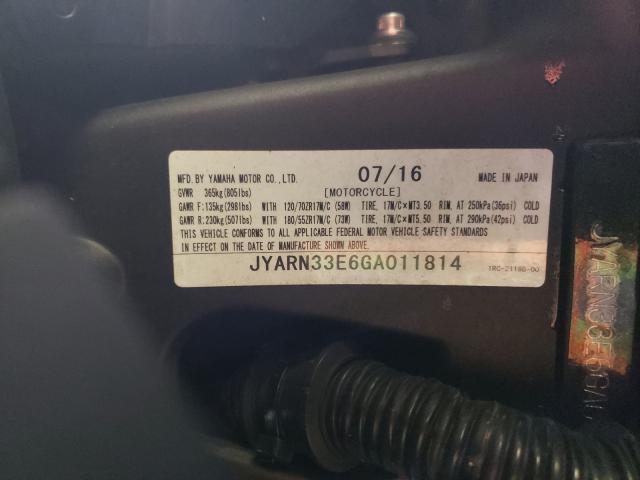 MFD. BY YAMAHA MOTOR CO.,LTD. 07/16 MADE IN JAPAN
GVWR 365kg(805lbs) [MOTORCYCLE]
GAWR F:135kg(298lbs) WITH 120/70ZR17M/C (58W) TIRE, 17M/C×MT3.50 RIM, AT 250kPa(36psi) COLD
GAWR R:230kg(507lbs) WITH 180/55ZR17M/C (73W) TIRE, 17M/C×MT5.50 RIM, AT 290kPa(42psi) COLD
THIS VEHICLE CONFORMS TO ALL APPLICABLE FEDERAL MOTOR VEHICLE SAFETY STANDARDS
IN EFFECT ON THE DATE OF MANUFACTURE SHOWN ABOVE.
JYARN33E6GA011814
1RC-2118G-00
JYARN33E6GA